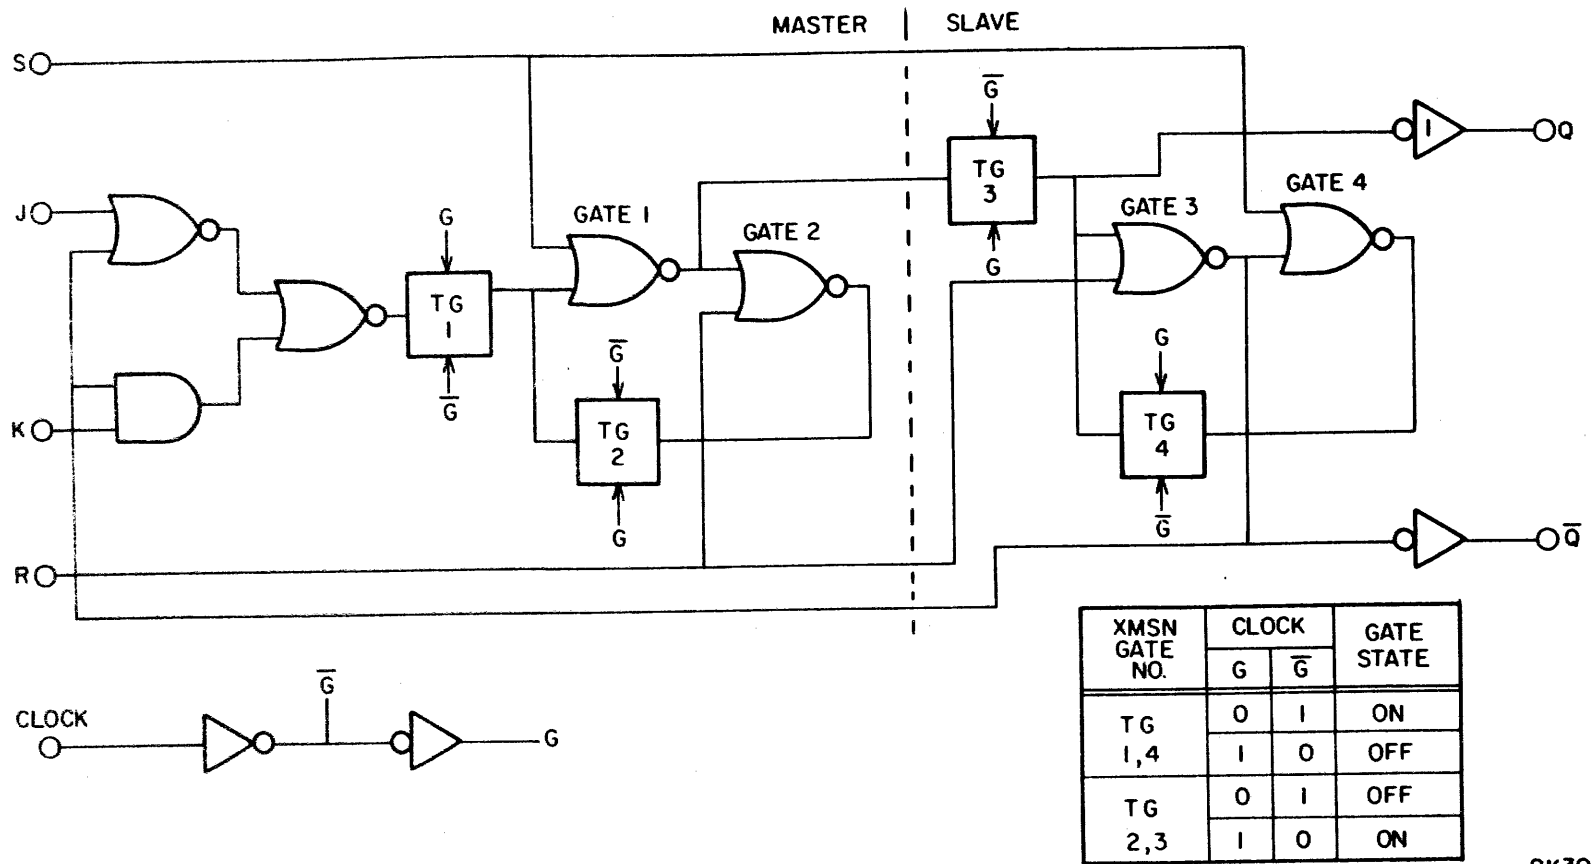 MASTER | SLAVE
S
G̅
1
Q
TG
3
GATE 4
J
G
GATE 1
GATE 3
GATE 2
G
TG
1
G̅
G
G̅
K
TG
2
TG
4
G
G̅
Q̅
R
XMSN GATE NO.
CLOCK
GATE STATE
G
G̅
TG 1,4
0 1 ON
1 0 OFF
TG 2,3
0 1 OFF
1 0 ON
G̅
CLOCK
G